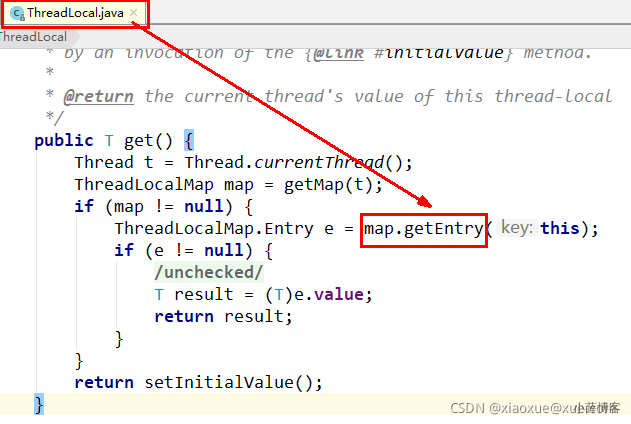 ThreadLocal.java
ThreadLocal
* by an invocation of the {@link #initialValue} method.
*
* @return the current thread's value of this thread-local
*/
public T get() {
Thread t = Thread.currentThread();
ThreadLocalMap map = getMap(t);
if (map != null) {
ThreadLocalMap.Entry e = map.getEntry( key: this);
if (e != null) {
/unchecked/
T result = (T)e.value;
return result;
}
}
return setInitialValue();
}
CSDN @xiaoxue@xue
小薛博客